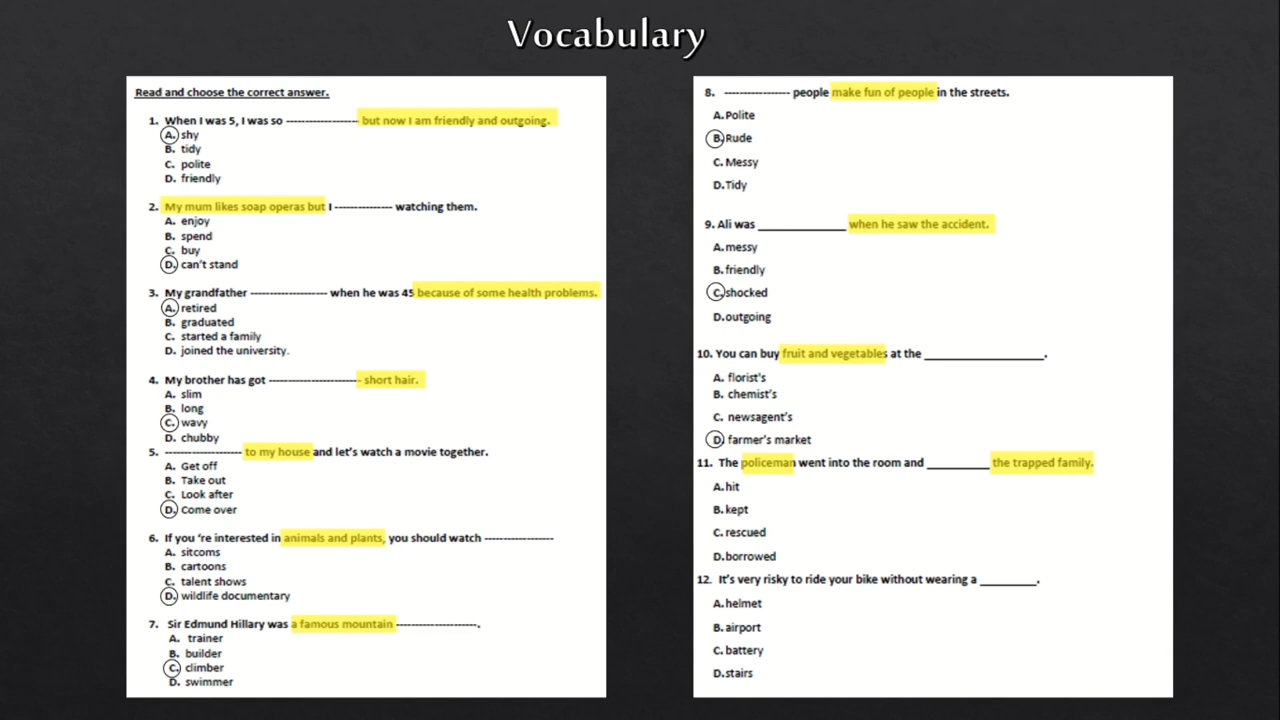 Vocabulary
Read and choose the correct answer.
1. When I was 5, I was so ------------------ but now I am friendly and outgoing.
A. shy
B. tidy
C. polite
D. friendly
2. My mum likes soap operas but I -------------- watching them.
A. enjoy
B. spend
C. buy
D. can't stand
3. My grandfather ------------------- when he was 45 because of some health problems.
A. retired
B. graduated
C. started a family
D. joined the university.
4. My brother has got ----------------------- short hair.
A. slim
B. long
C. wavy
D. chubby
5. ------------------- to my house and let's watch a movie together.
A. Get off
B. Take out
C. Look after
D. Come over
6. If you 're interested in animals and plants, you should watch -----------------
A. sitcoms
B. cartoons
C. talent shows
D. wildlife documentary
7. Sir Edmund Hillary was a famous mountain --------------------.
A. trainer
B. builder
C. climber
D. swimmer
8. ---------------- people make fun of people in the streets.
A. Polite
B. Rude
C. Messy
D. Tidy
9. Ali was ______________ when he saw the accident.
A. messy
B. friendly
C. shocked
D. outgoing
10. You can buy fruit and vegetables at the ___________________.
A. florist's
B. chemist's
C. newsagent's
D. farmer's market
11. The policeman went into the room and __________ the trapped family.
A. hit
B. kept
C. rescued
D. borrowed
12. It's very risky to ride your bike without wearing a _________.
A. helmet
B. airport
C. battery
D. stairs